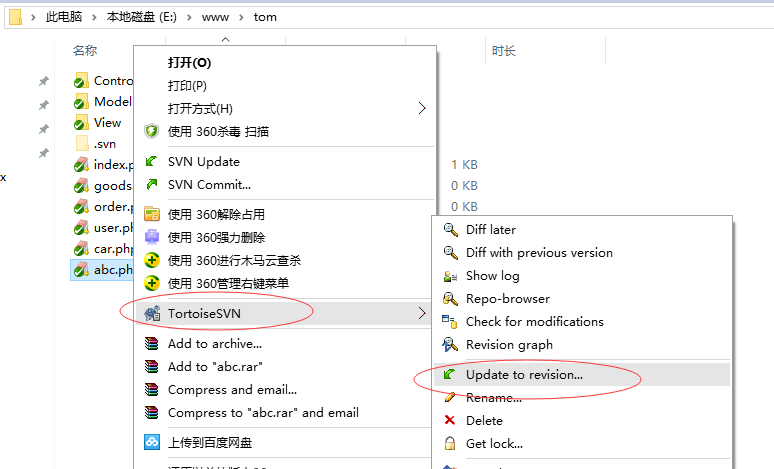 此电脑 > 本地磁盘 (E:) > www > tom
名称
时长
Contro
Model
View
.svn
index.p
1 KB
goods.
0 KB
order.p
0 KB
user.ph
car.php
abc.ph
x
打开(O)
打印(P)
打开方式(H)
使用 360杀毒 扫描
SVN Update
SVN Commit...
使用 360解除占用
使用 360强力删除
使用 360进行木马云查杀
使用 360管理右键菜单
TortoiseSVN
Add to archive...
Add to "abc.rar"
Compress and email...
Compress to "abc.rar" and email
上传到百度网盘
Diff later
Diff with previous version
Show log
Repo-browser
Check for modifications
Revision graph
Update to revision...
Rename...
Delete
Get lock...